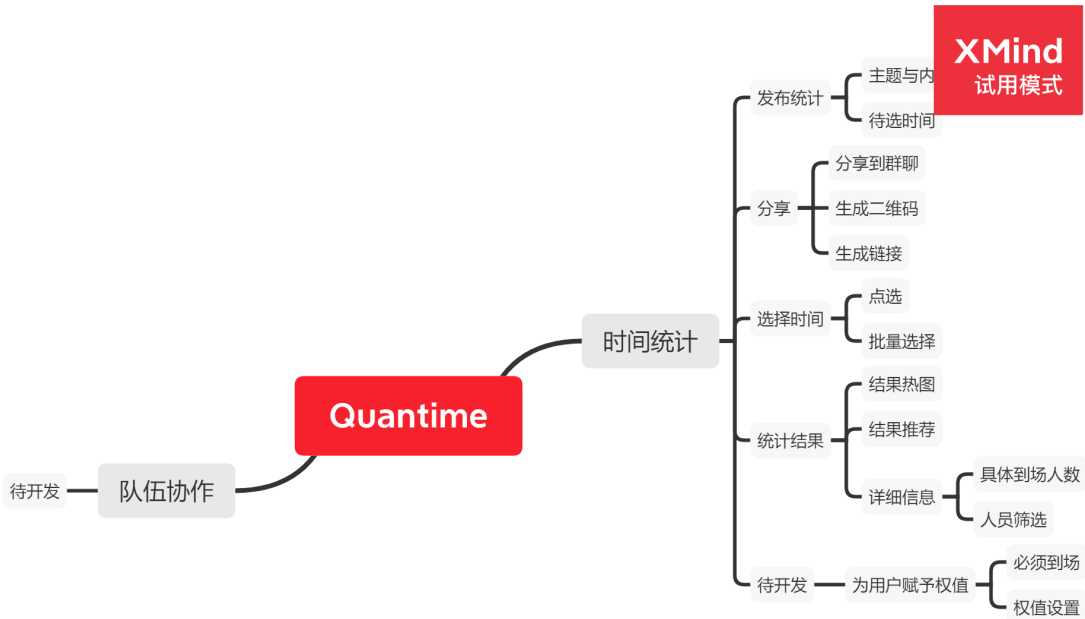 XMind
试用模式
主题与内
发布统计
待选时间
分享到群聊
分享
生成二维码
生成链接
点选
选择时间
批量选择
时间统计
结果热图
结果推荐
统计结果
具体到场人数
详细信息
人员筛选
Quantime
队伍协作
待开发
必须到场
待开发
为用户赋予权值
权值设置